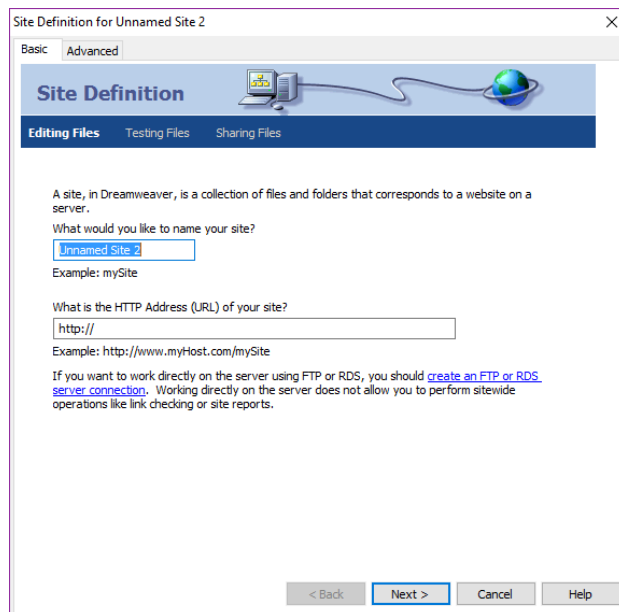 Site Definition for Unnamed Site 2
Basic Advanced
Site Definition
Editing Files Testing Files Sharing Files
A site, in Dreamweaver, is a collection of files and folders that corresponds to a website on a
server.
What would you like to name your site?
Unnamed Site 2
Example: mySite
What is the HTTP Address (URL) of your site?
http://
Example: http://www.myHost.com/mySite
If you want to work directly on the server using FTP or RDS, you should create an FTP or RDS
server connection. Working directly on the server does not allow you to perform sitewide
operations like link checking or site reports.
< Back Next > Cancel Help